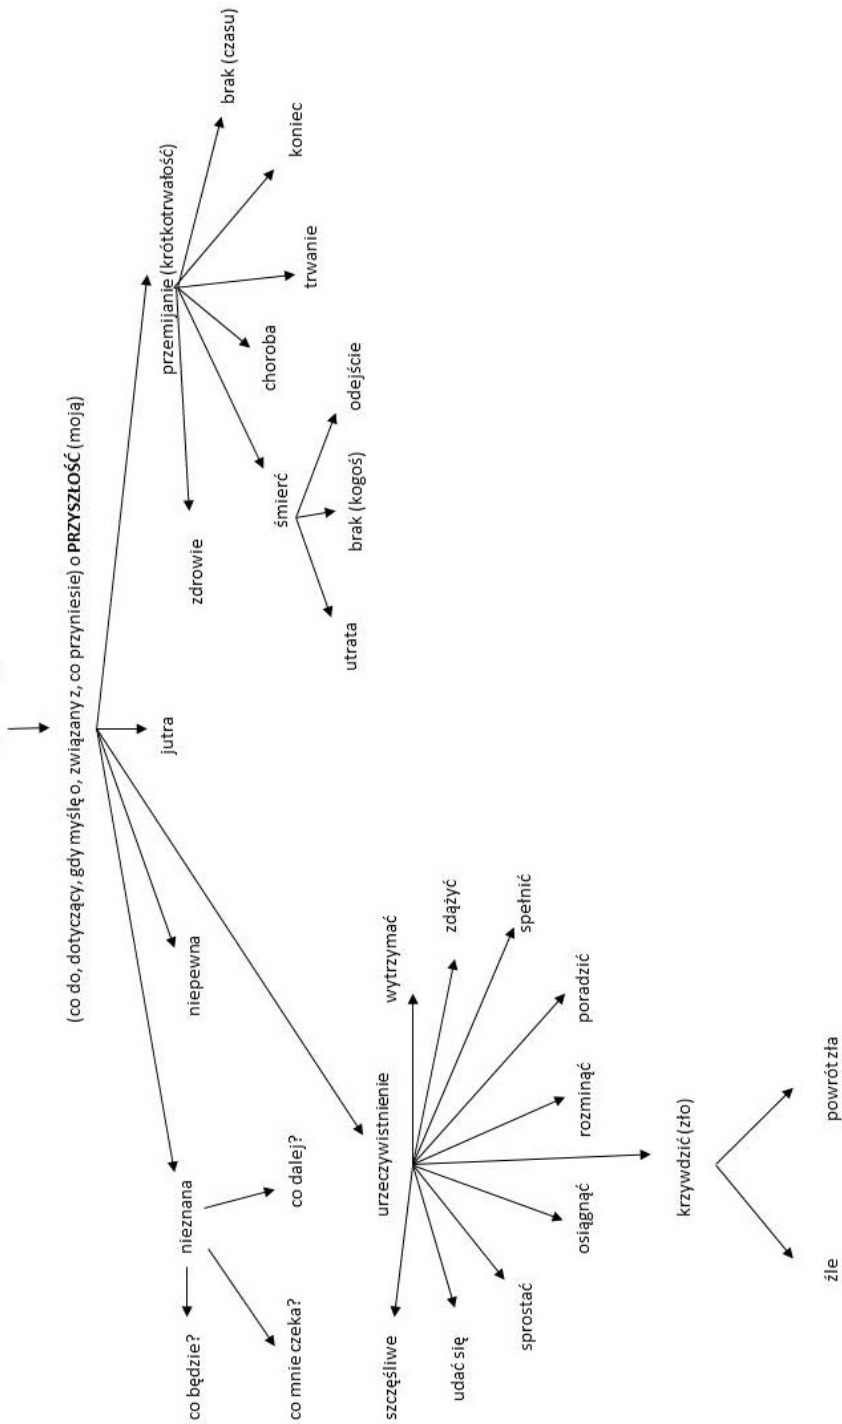 (co do, dotyczący, gdy myślę o, związany z, co przyniesie) o PRZYSZŁOŚĆ (moją)
nieznana
niepewna
jutra
przemijanie (krótkotrwałość)
co będzie?
co mnie czeka?
co dalej?
zdrowie
śmierć
choroba
trwanie
koniec
brak (czasu)
utrata
brak (kogoś)
odejście
urzeczywistnienie
szczęśliwe
udać się
sprostać
osiągnąć
rozminąć
poradzić
spełnić
zdążyć
wytrzymać
krzywdzić (zło)
źle
powrót zła